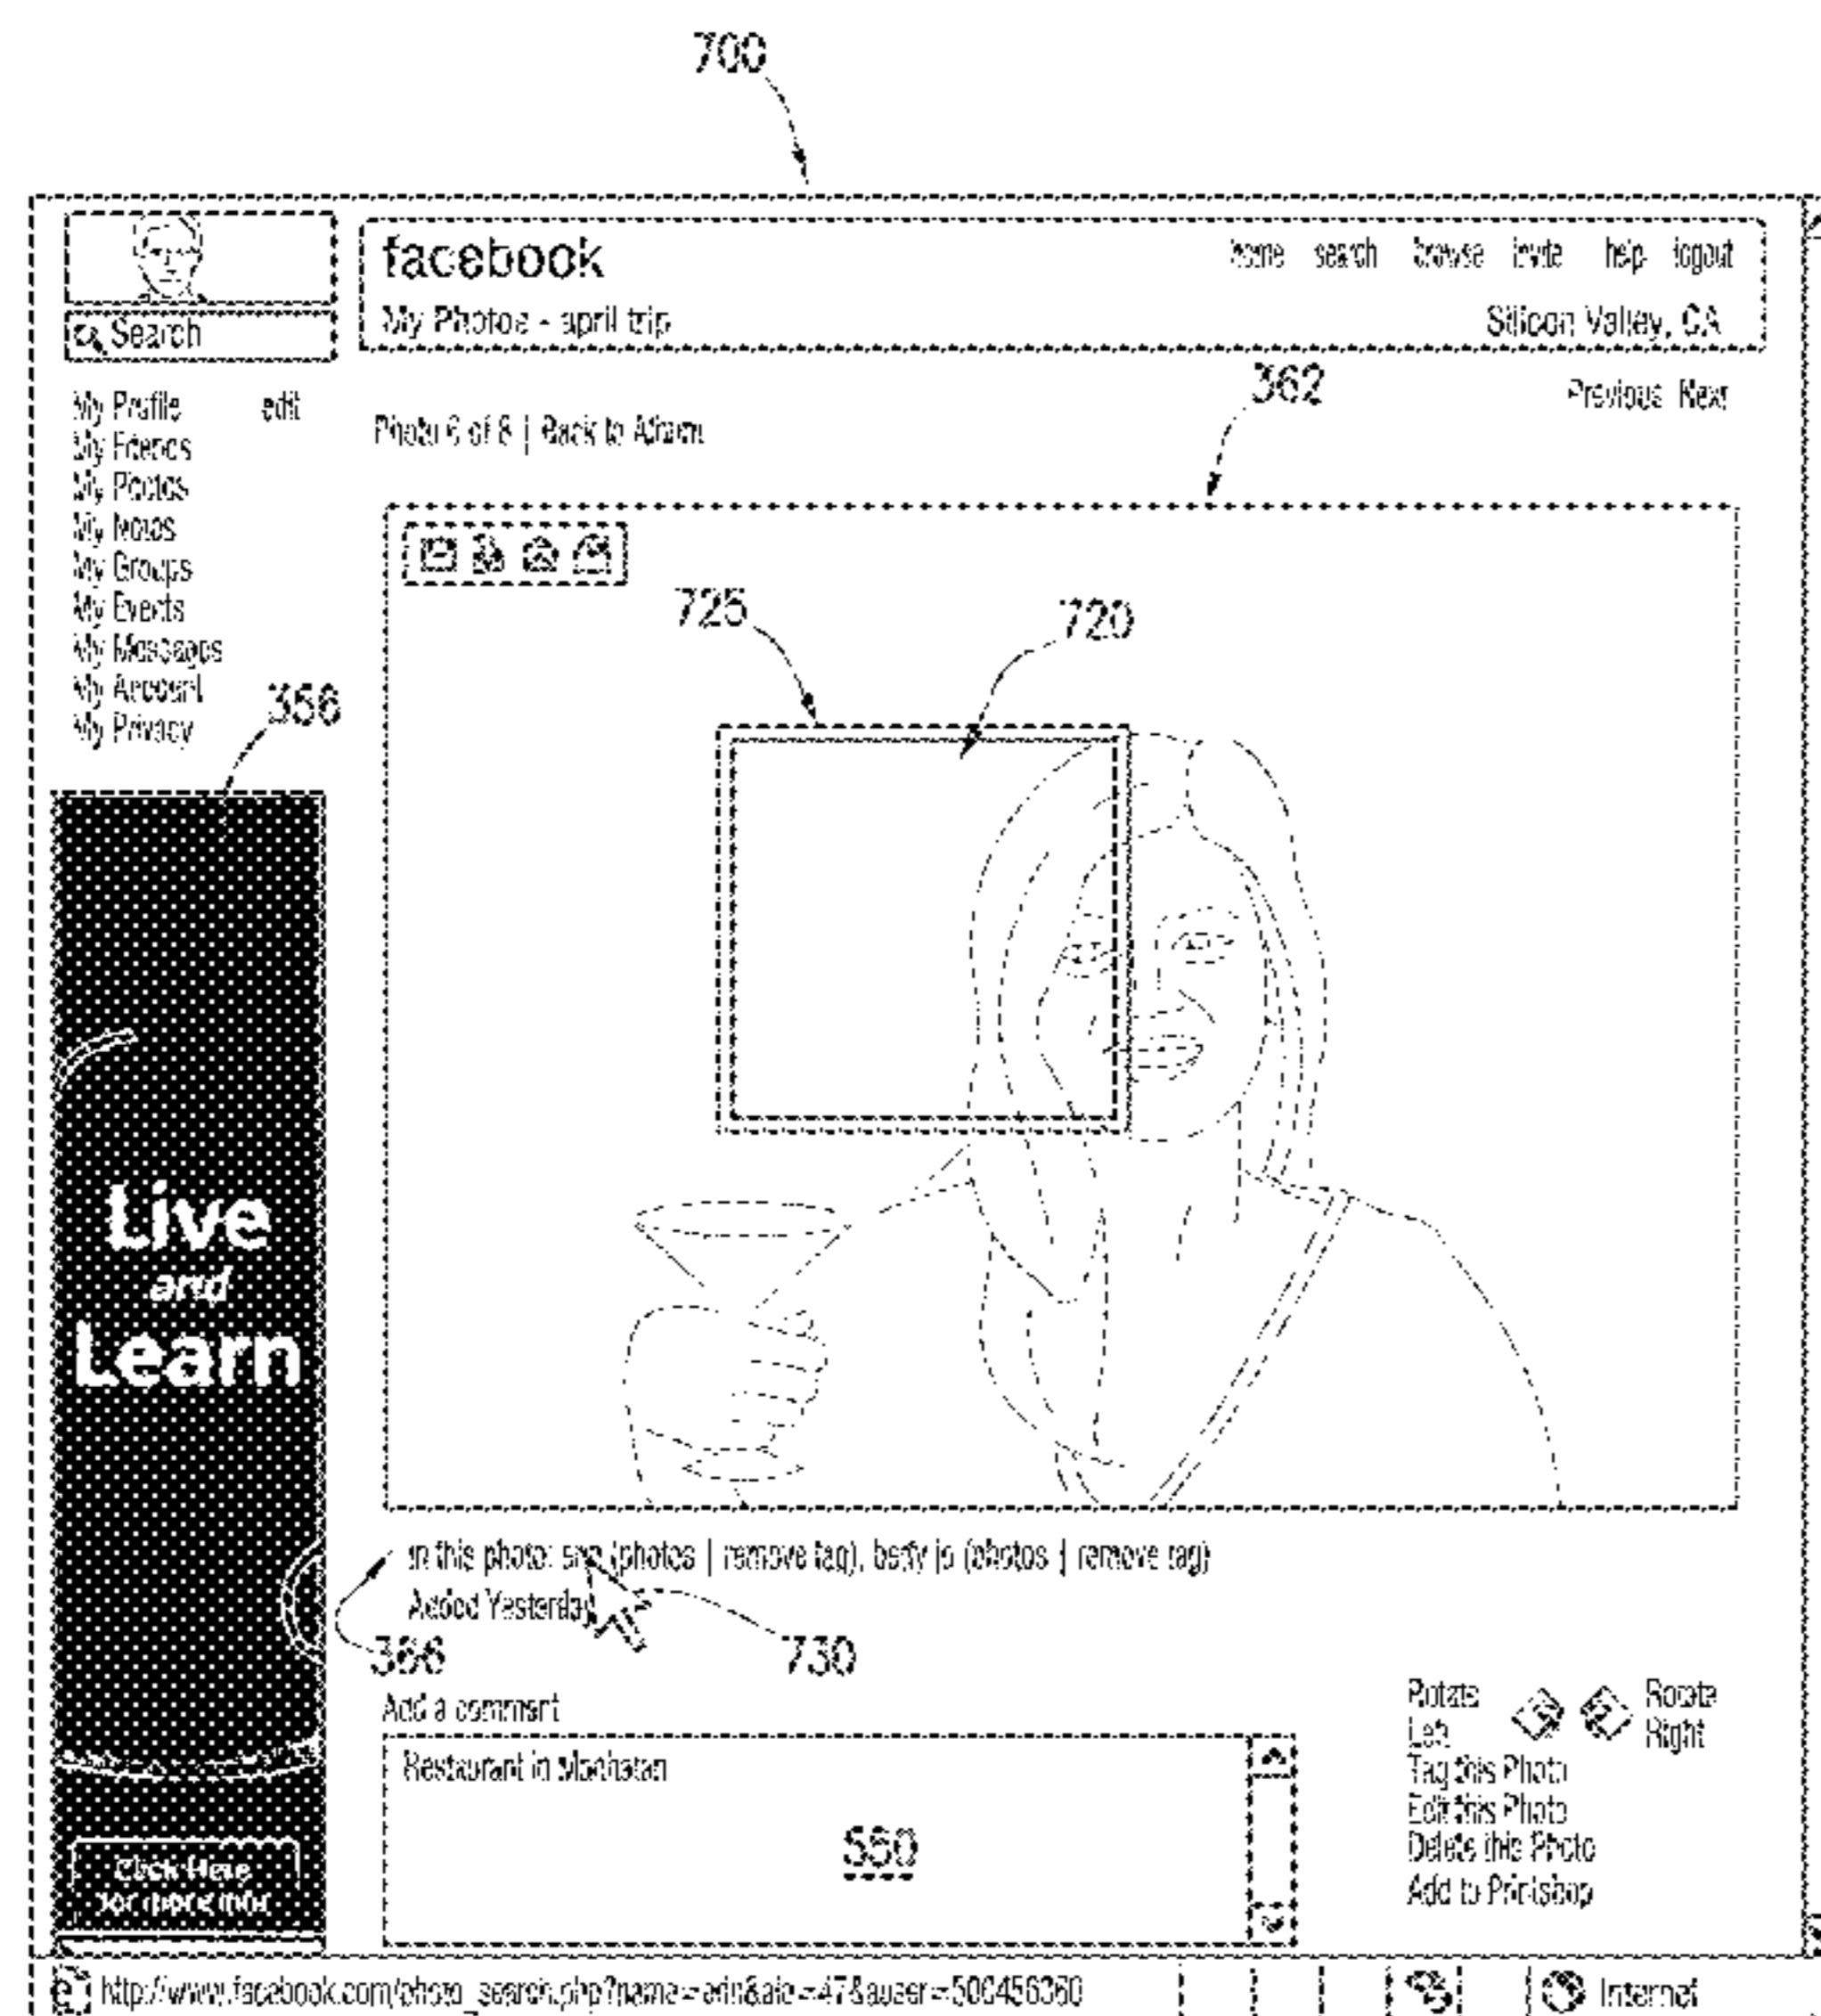 700
facebook
home search browse invite help logout
My Photos - april trip
Silicon Valley, CA
Search
362
Previous Next
My Profile edit
My Friends
My Photos
My Notes
My Groups
My Events
My Messages
My Account
My Privacy
Photo 6 of 8 | Back to Album
725
720
356
Live
and
Learn
Click Here
for more info
In this photo: (photos | remove tag), betty jo (photos | remove tag)
Added Yesterday
366
730
Add a comment
Restaurant in Manhatan
550
Rotate
Left
Rotate
Right
Tag this Photo
Edit this Photo
Delete this Photo
Add to Printshop
Internet